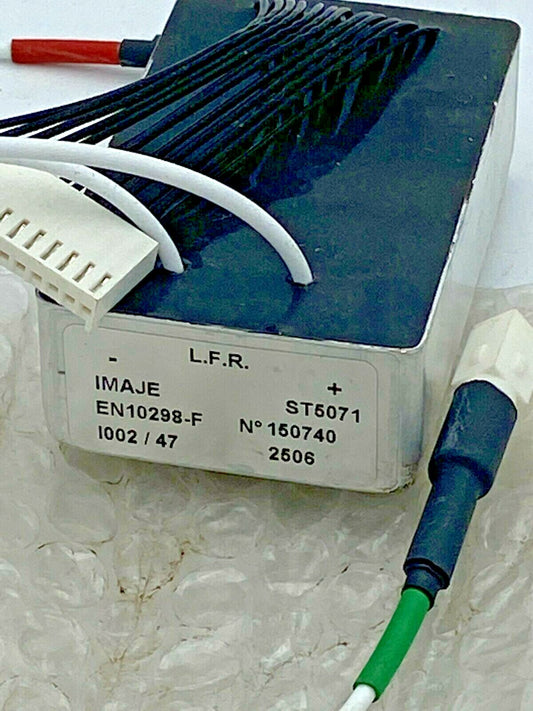 L.F.R.
- +
IMAJE ST5071
EN10298-F N° 150740
I002 / 47 2506